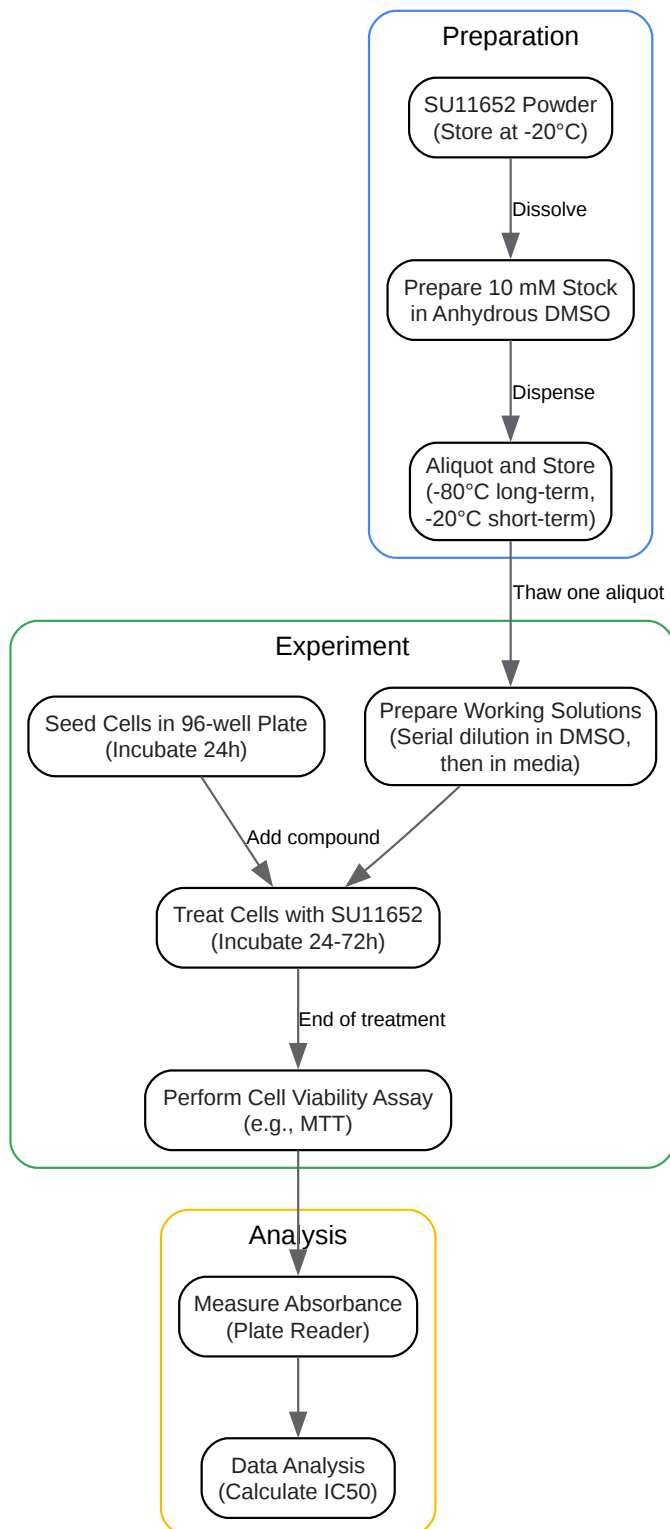 Preparation
SU11652 Powder
(Store at -20°C)
Dissolve
Prepare 10 mM Stock
in Anhydrous DMSO
Dispense
Aliquot and Store
(-80°C long-term,
-20°C short-term)
Thaw one aliquot
Experiment
Seed Cells in 96-well Plate
(Incubate 24h)
Prepare Working Solutions
(Serial dilution in DMSO,
then in media)
Add compound
Treat Cells with SU11652
(Incubate 24-72h)
End of treatment
Perform Cell Viability Assay
(e.g., MTT)
Analysis
Measure Absorbance
(Plate Reader)
Data Analysis
(Calculate IC50)